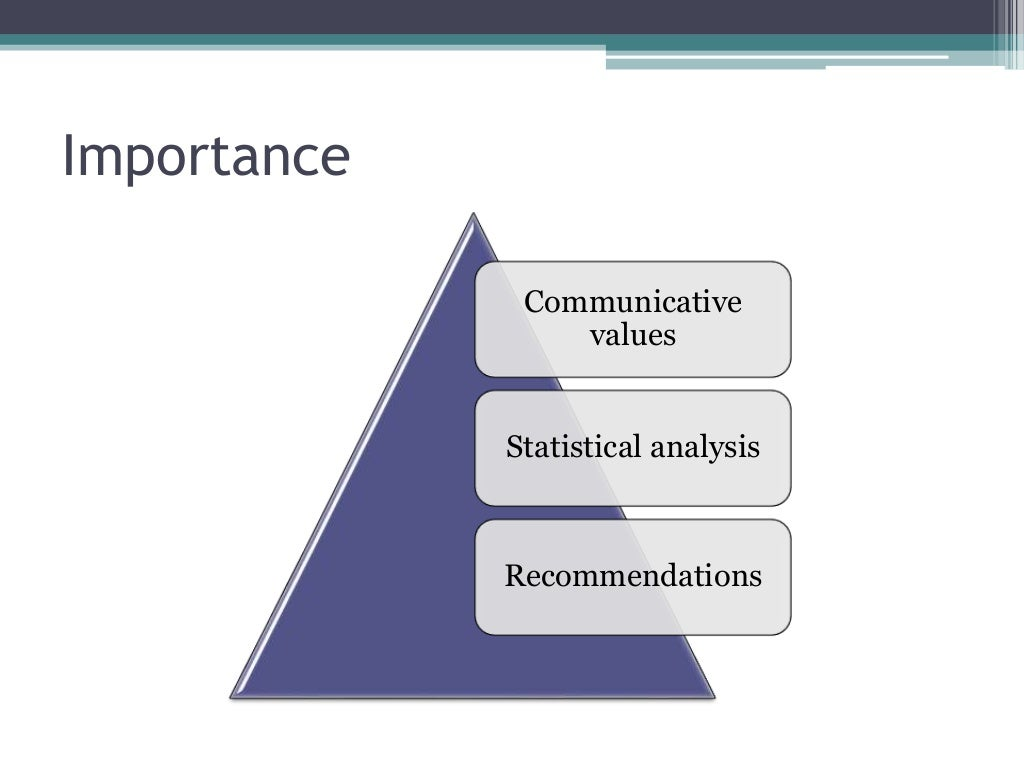 Importance
Communicative
values
Statistical analysis
Recommendations